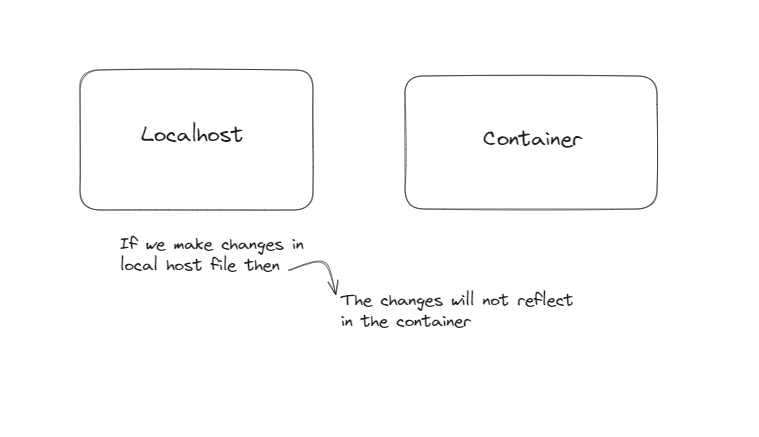 Localhost
Container
If we make changes in
local host file then
The changes will not reflect
in the container